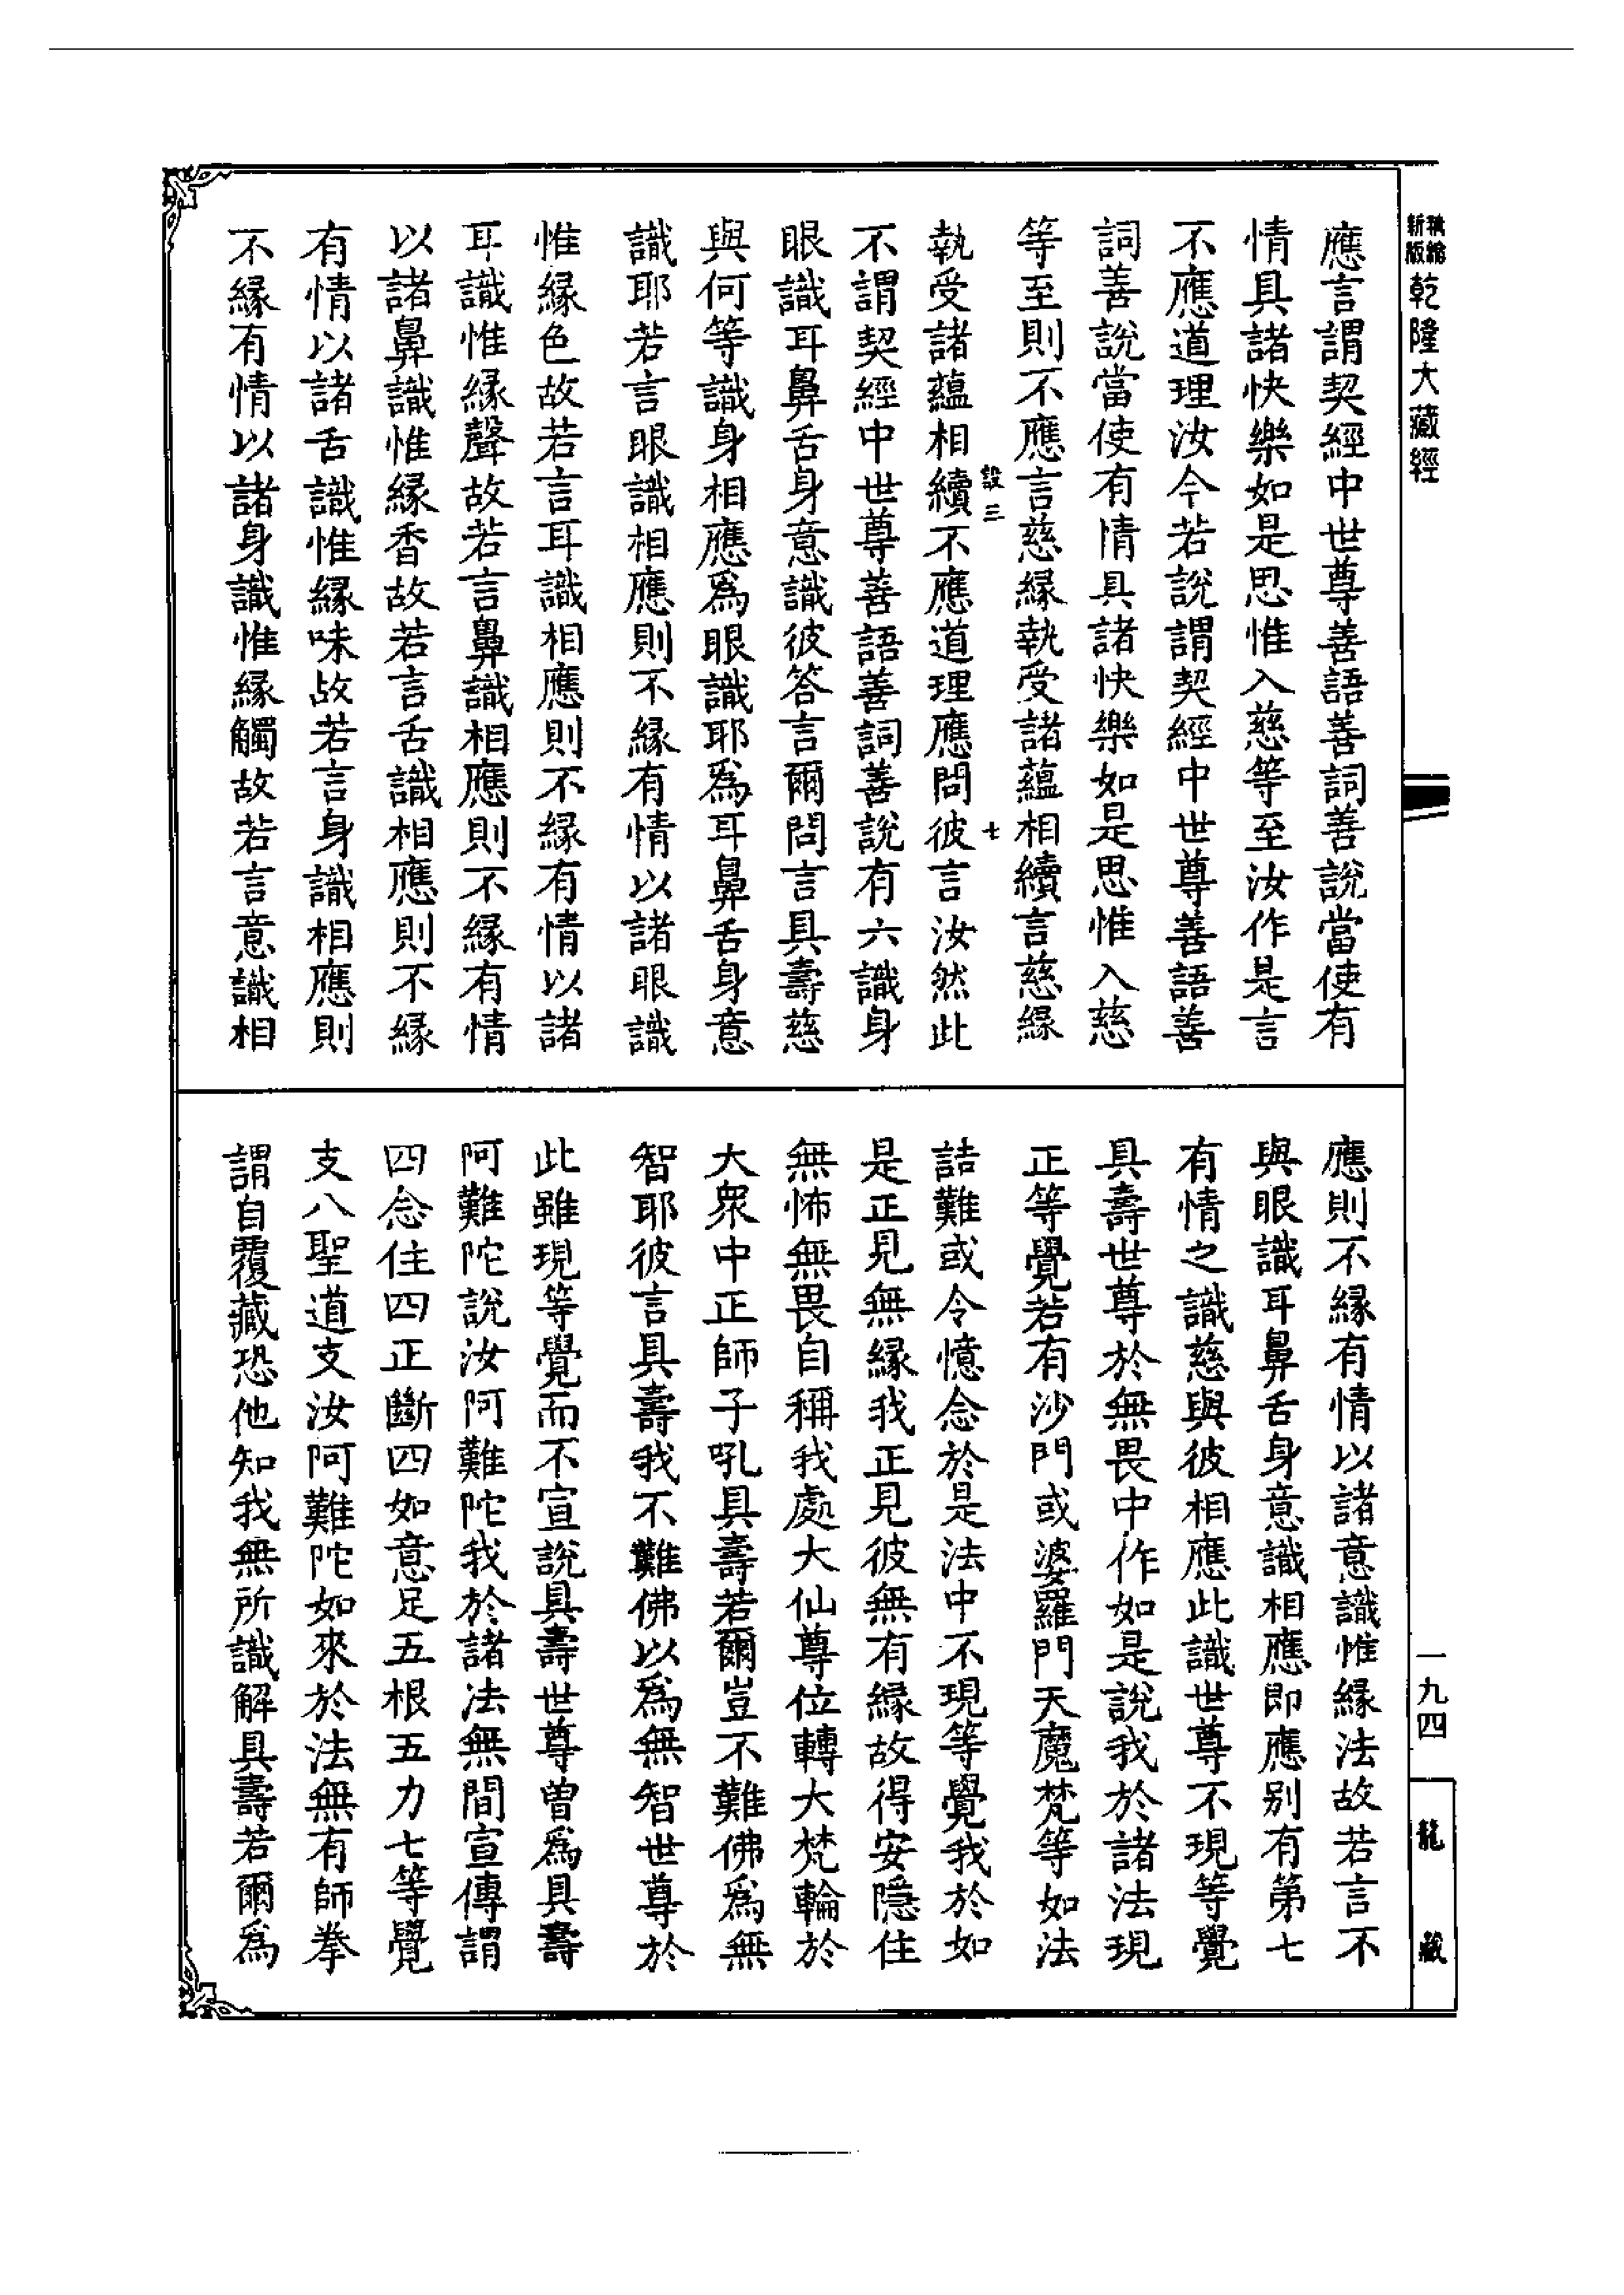 新版精縮乾隆大藏經
應言謂契經中世尊善語善詞善說當使有
情具諸快樂如是思惟入慈等至汝作是言
不應道理汝今若說謂契經中世尊善語善
詞善說當使有情具諸快樂如是思惟入慈
等至則不應言慈緣執受諸蘊相續言慈緣
設三 七
執受諸蘊相續不應道理應問彼言汝然此
不謂契經中世尊善語善詞善說有六識身
眼識耳鼻舌身意識彼答言爾問言具壽慈
與何等識身相應爲眼識耶爲耳鼻舌身意
識耶若言眼識相應則不緣有情以諸眼識
惟緣色故若言耳識相應則不緣有情以諸
耳識惟緣聲故若言鼻識相應則不緣有情
以諸鼻識惟緣香故若言舌識相應則不緣
有情以諸舌識惟緣味故若言身識相應則
不緣有情以諸身識惟緣觸故若言意識相
應則不緣有情以諸意識惟緣法故若言不
與眼識耳鼻舌身意識相應即應别有第七
有情之識慈與彼相應此識世尊不現等覺
具壽世尊於無畏中作如是說我於諸法現
正等覺若有沙門或婆羅門天魔梵等如法
詰難或令憶念於是法中不現等覺我於如
是正見無緣我正見彼無有緣故得安隱住
無怖無畏自稱我處大仙尊位轉大梵輪於
大衆中正師子吼具壽若爾豈不難佛爲無
智耶彼言具壽我不難佛以爲無智世尊於
此雖現等覺而不宣說具壽世尊曾爲具壽
阿難陀說汝阿難陀我於諸法無間宣傳謂
四念住四正斷四如意足五根五力七等覺
支八聖道支汝阿難陀如來於法無有師拳
謂自覆藏恐他知我無所識解具壽若爾爲
一九四
龍藏